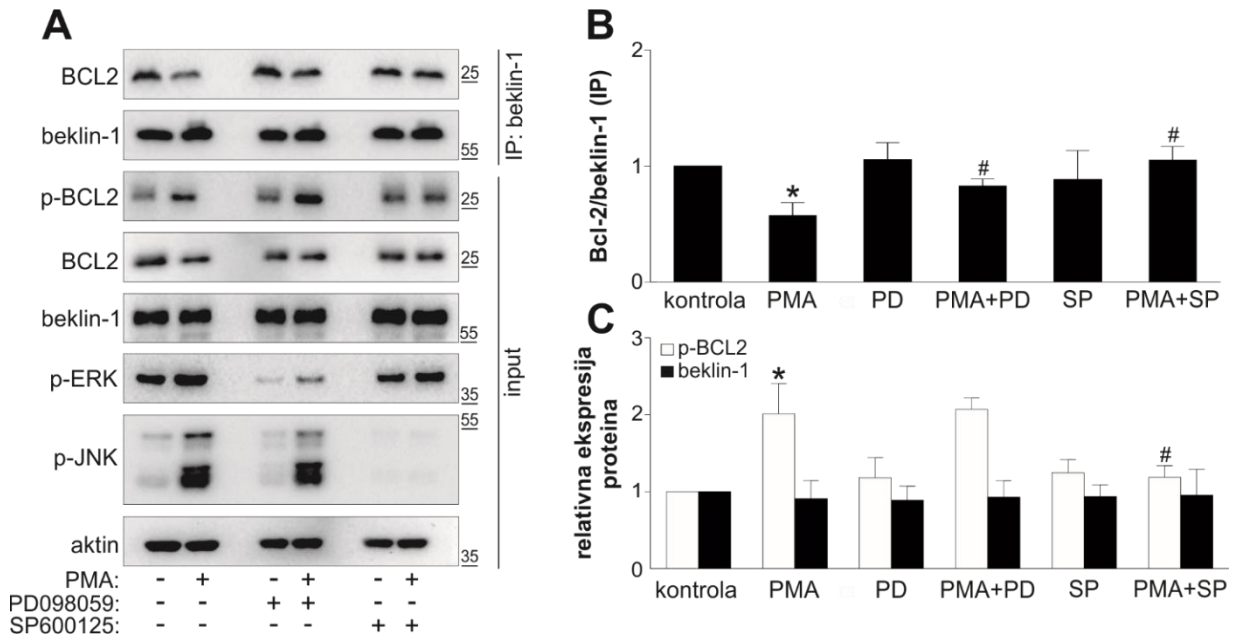 A
BCL2
25
beklin-1
55
IP: beklin-1
p-BCL2
25
BCL2
25
beklin-1
55
p-ERK
35
p-JNK
55
aktin
35
input
PMA: - + - + - +
PD098059: - - + + - -
SP600125: - - - - + +
B
Bcl-2/beklin-1 (IP)
2
1
0
* # #
kontrola PMA PD PMA+PD SP PMA+SP
C
relativna ekspresija
proteina
3
2
1
0
p-BCL2
beklin-1
* #
kontrola PMA PD PMA+PD SP PMA+SP